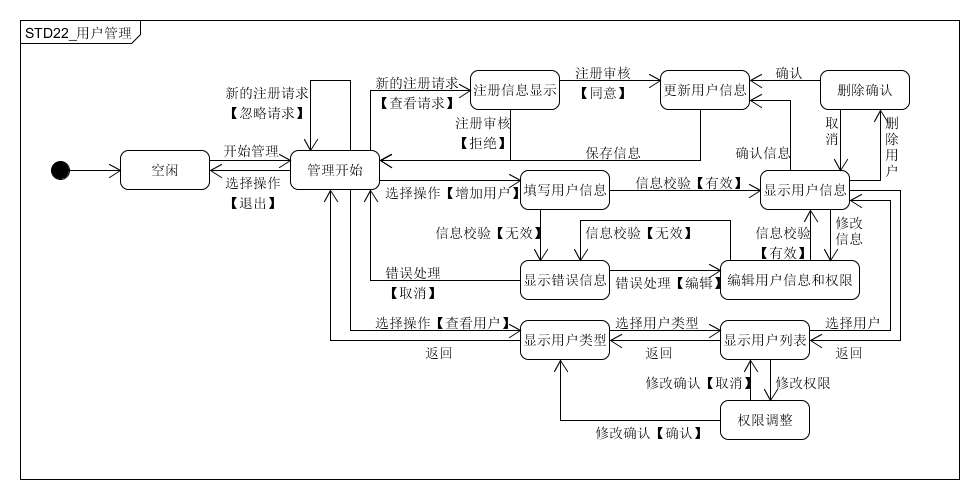 STD22_用户管理
新的注册请求
【忽略请求】
新的注册请求
【查看请求】
注册信息显示
注册审核
【同意】
更新用户信息
确认
删除确认
注册审核
【拒绝】
取
消
删
除
用
户
开始管理
保存信息
确认信息
空闲
管理开始
选择操作
【退出】
选择操作【增加用户】
填写用户信息
信息校验【有效】
显示用户信息
信息校验【无效】
信息校验【无效】
信息校验
【有效】
修改
信息
错误处理
【取消】
显示错误信息
错误处理【编辑】
编辑用户信息和权限
选择操作【查看用户】
显示用户类型
选择用户类型
显示用户列表
选择用户
返回
返回
返回
修改确认【取消】
修改权限
权限调整
修改确认【确认】